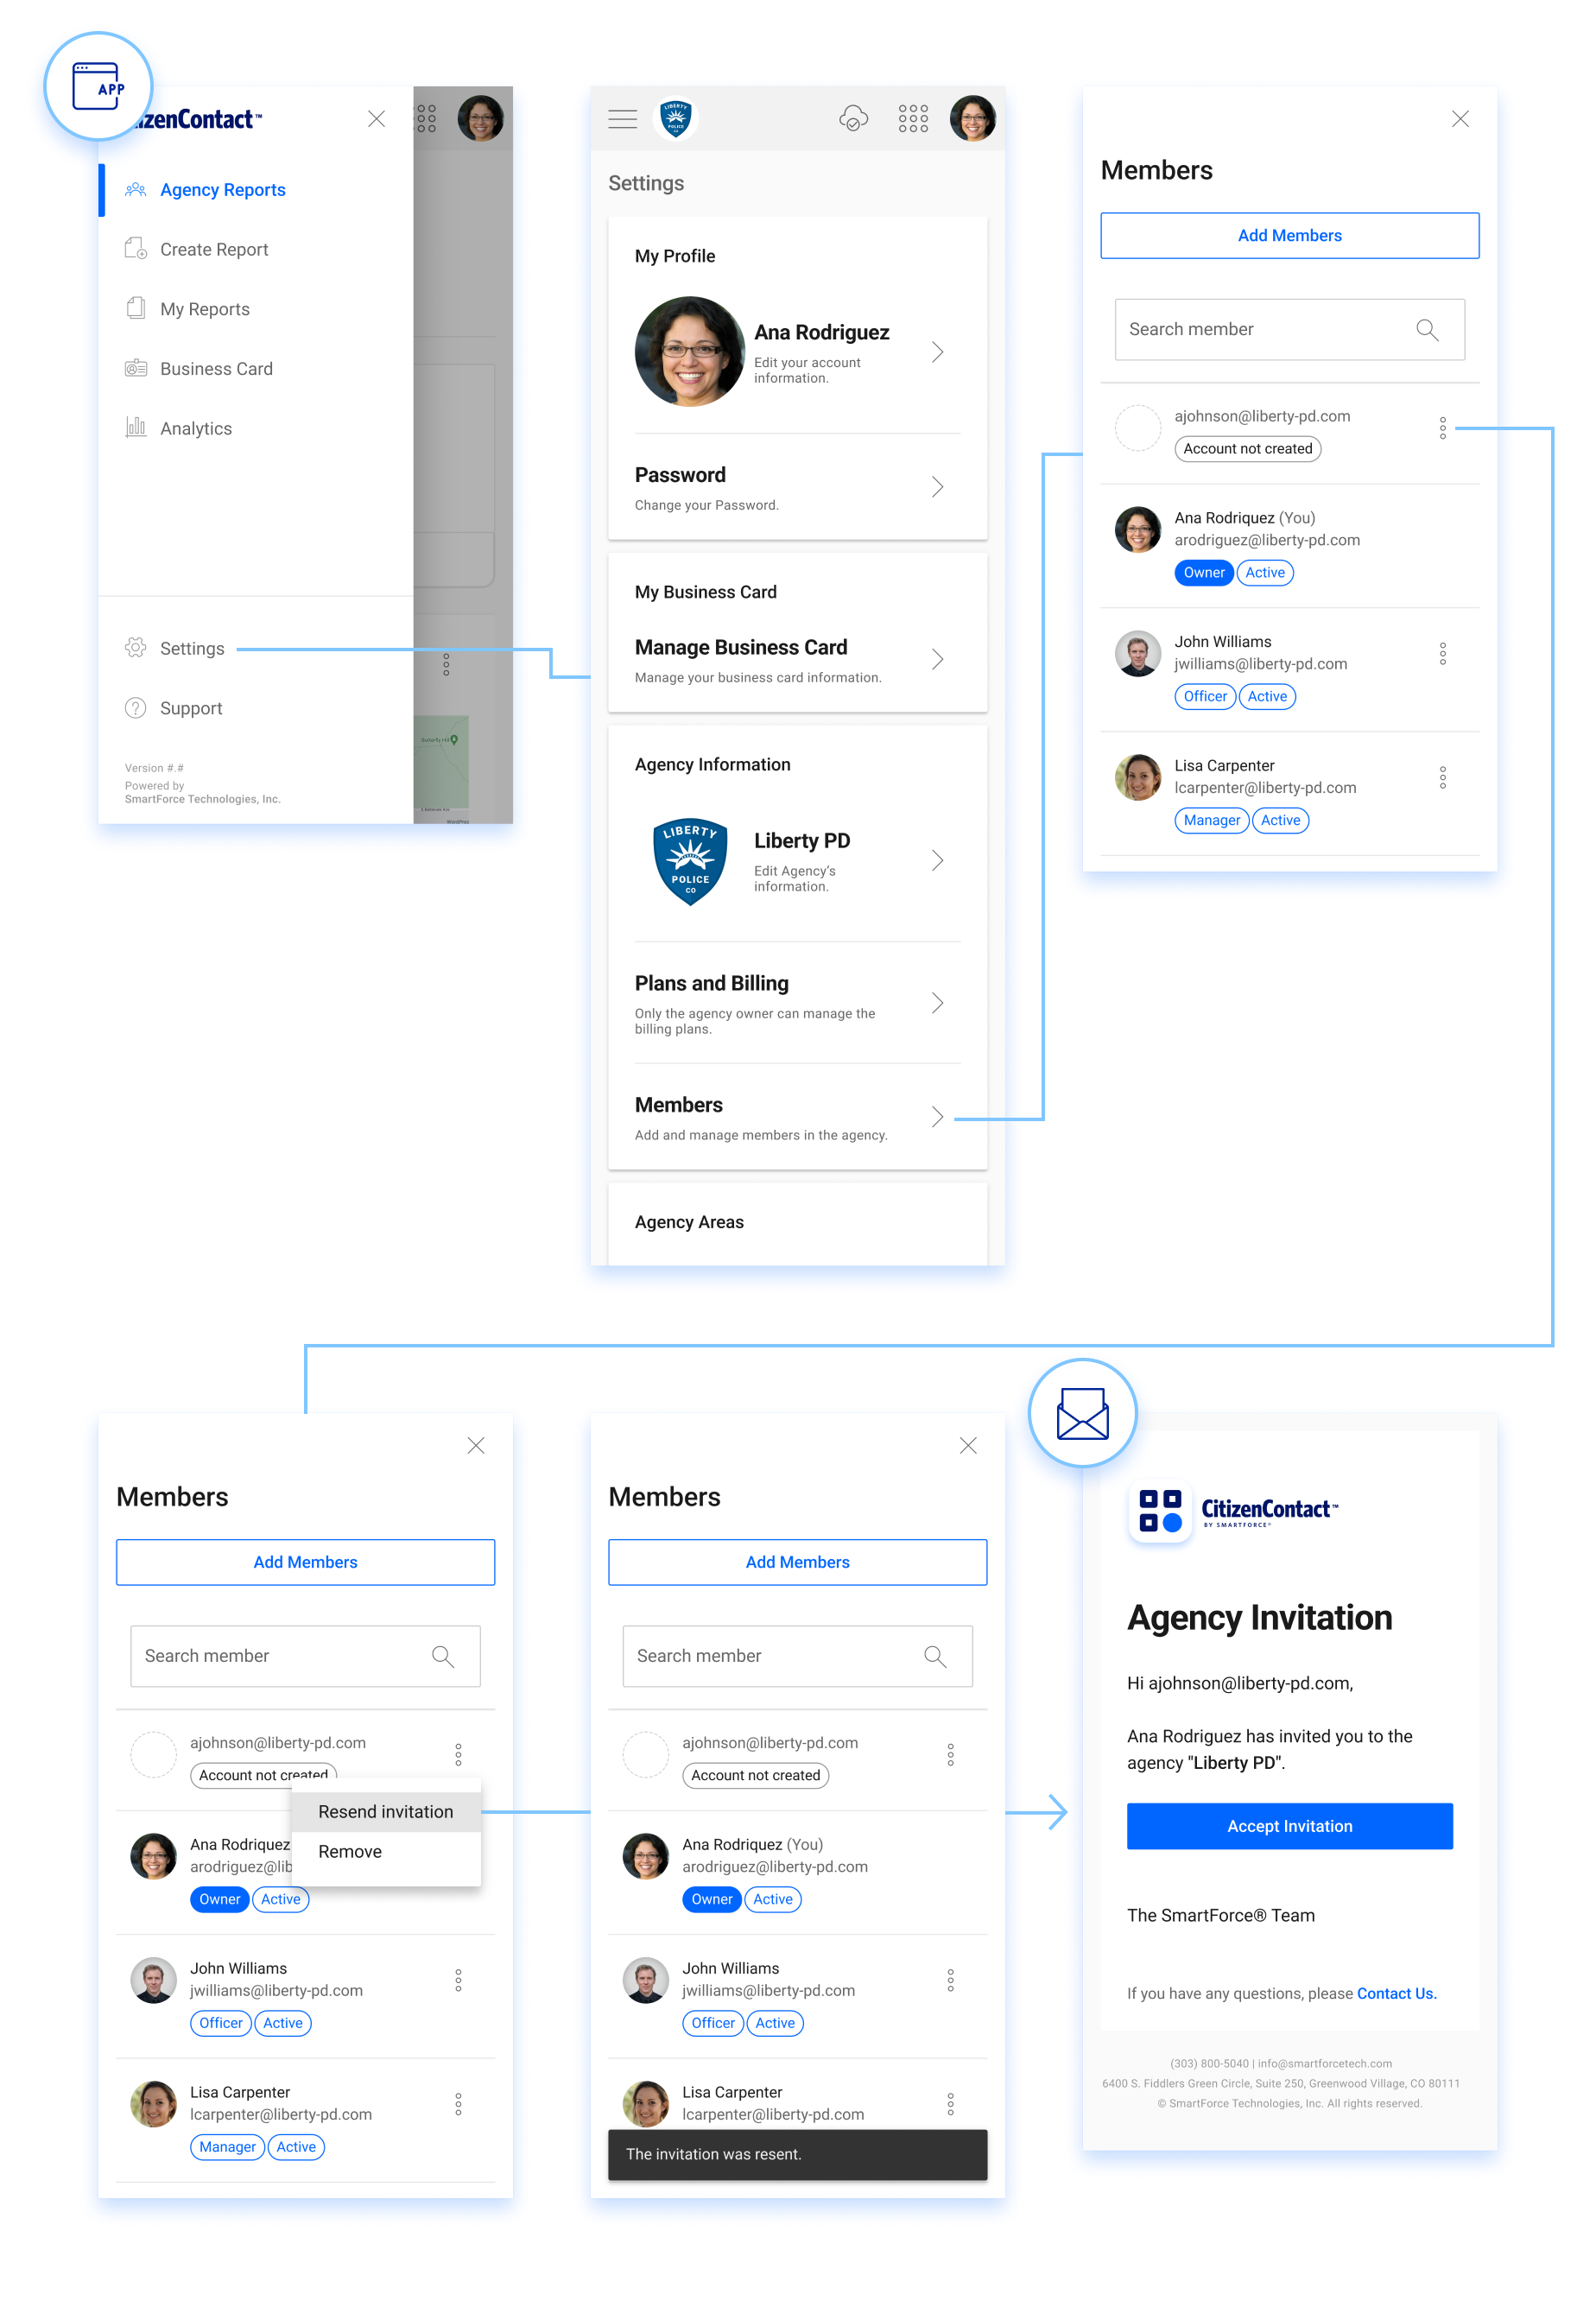 APP
izenContact™
Agency Reports
Create Report
My Reports
Business Card
Analytics
Settings
Support
Version #.#
Powered by
SmartForce Technologies, Inc.
Butterfly Hill
WordPres
LIBERTY
POLICE
CO
Settings
My Profile
Ana Rodriguez
Edit your account
information.
Password
Change your Password.
My Business Card
Manage Business Card
Manage your business card information.
Agency Information
LIBERTY
POLICE
CO
Liberty PD
Edit Agency's
information.
Plans and Billing
Only the agency owner can manage the
billing plans.
Members
Add and manage members in the agency.
Agency Areas
Members
Add Members
Search member
ajohnson@liberty-pd.com
Account not created
Ana Rodriquez (You)
arodriguez@liberty-pd.com
Owner Active
John Williams
jwilliams@liberty-pd.com
Officer Active
Lisa Carpenter
lcarpenter@liberty-pd.com
Manager Active
Members
Add Members
Search member
ajohnson@liberty-pd.com
Account not created
Resend invitation
Remove
Ana Rodriquez
arodriguez@lib
Owner Active
John Williams
jwilliams@liberty-pd.com
Officer Active
Lisa Carpenter
lcarpenter@liberty-pd.com
Manager Active
Members
Add Members
Search member
ajohnson@liberty-pd.com
Account not created
Ana Rodriquez (You)
arodriguez@liberty-pd.com
Owner Active
John Williams
jwilliams@liberty-pd.com
Officer Active
Lisa Carpenter
lcarpenter@liberty-pd.com
The invitation was resent.
CitizenContact™
BY SMARTFORCE®
Agency Invitation
Hi ajohnson@liberty-pd.com,
Ana Rodriguez has invited you to the
agency "Liberty PD".
Accept Invitation
The SmartForce® Team
If you have any questions, please Contact Us.
(303) 800-5040 | info@smartforcetech.com
6400 S. Fiddlers Green Circle, Suite 250, Greenwood Village, CO 80111
© SmartForce Technologies, Inc. All rights reserved.